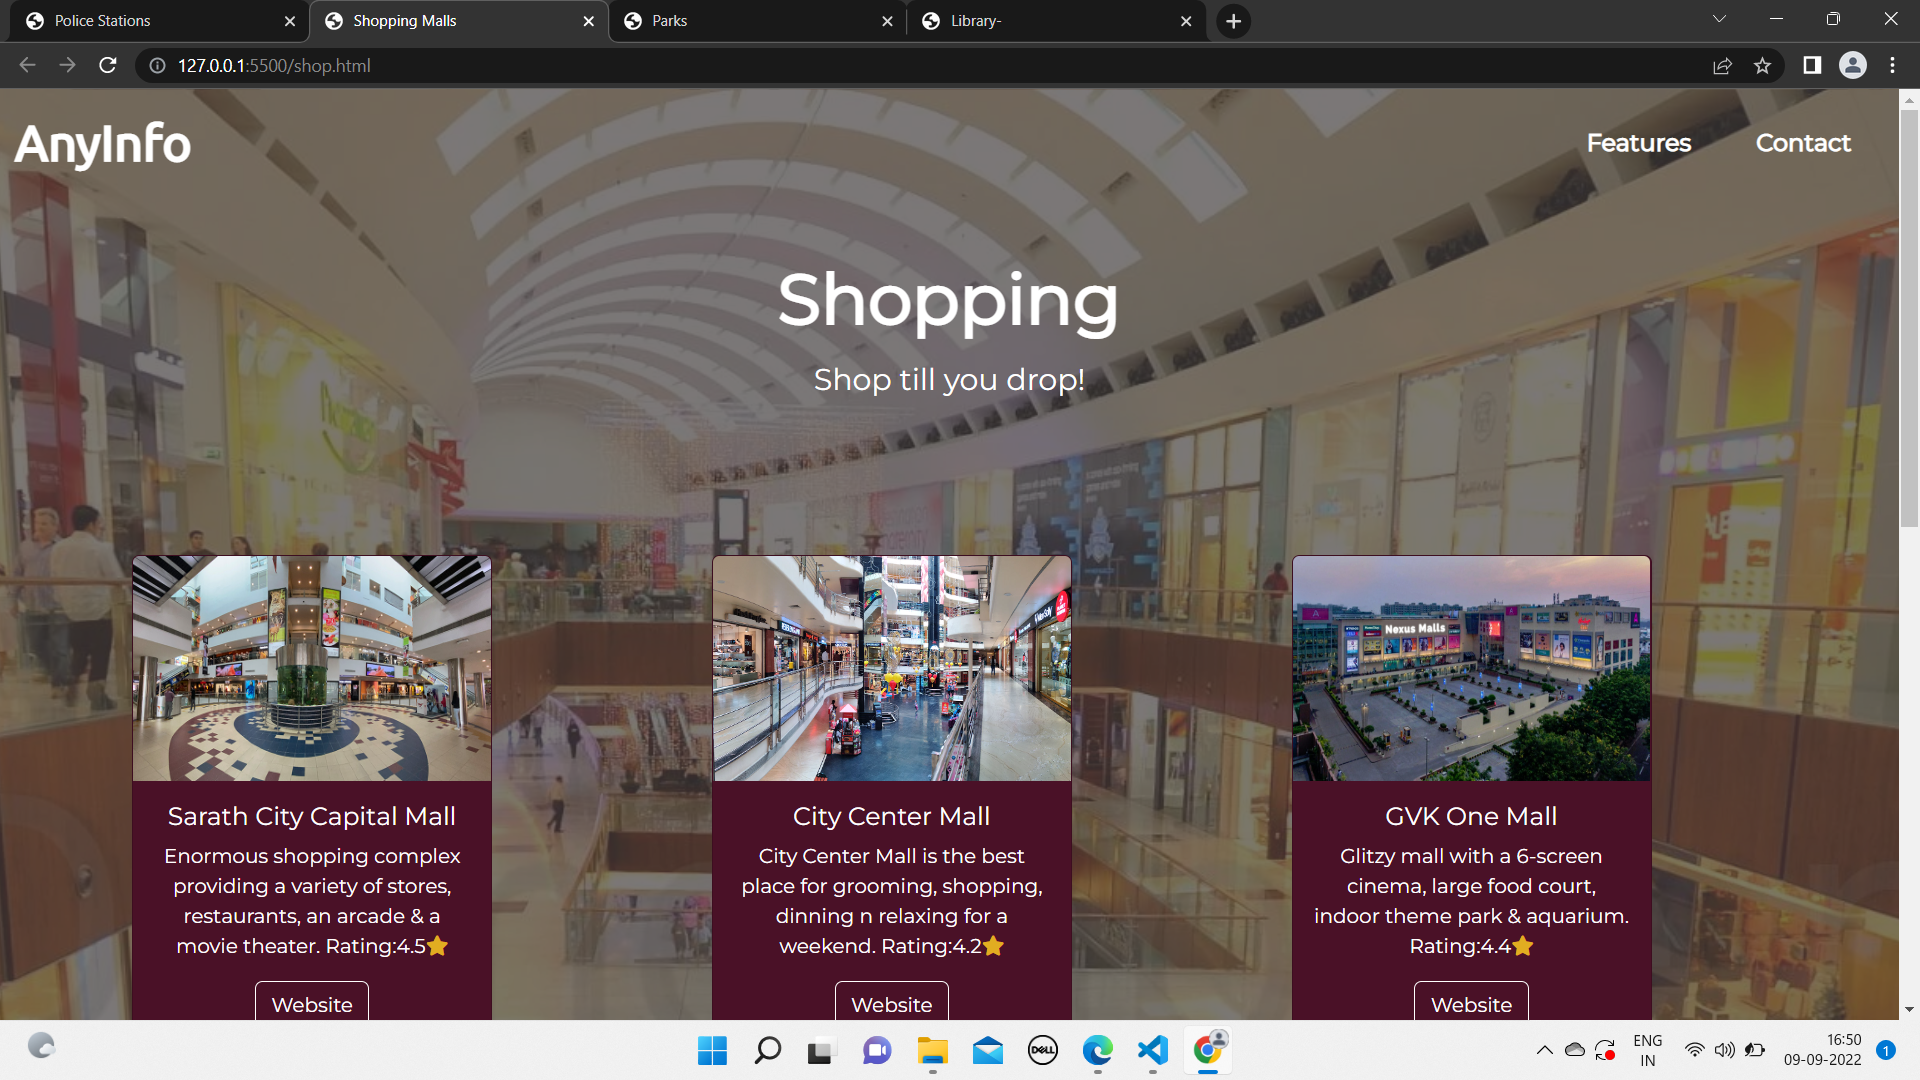 Police Stations
Shopping Malls
Parks
Library-
127.0.0.1:5500/shop.html
AnyInfo
Features
Contact
Shopping
Shop till you drop!
Nexus Malls
Sarath City Capital Mall
Enormous shopping complex
providing a variety of stores,
restaurants, an arcade & a
movie theater. Rating:4.5⭐
Website
City Center Mall
City Center Mall is the best
place for grooming, shopping,
dinning n relaxing for a
weekend. Rating:4.2⭐
Website
GVK One Mall
Glitzy mall with a 6-screen
cinema, large food court,
indoor theme park & aquarium.
Rating:4.4⭐
Website
DELL
ENG
IN
16:50
09-09-2022
1